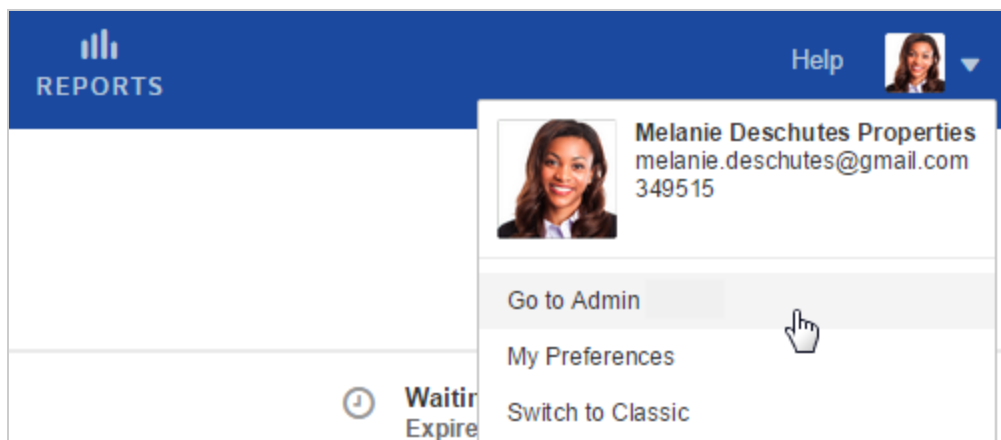 REPORTS
Help
Melanie Deschutes Properties
melanie.deschutes@gmail.com
349515
Go to Admin
My Preferences
Switch to Classic